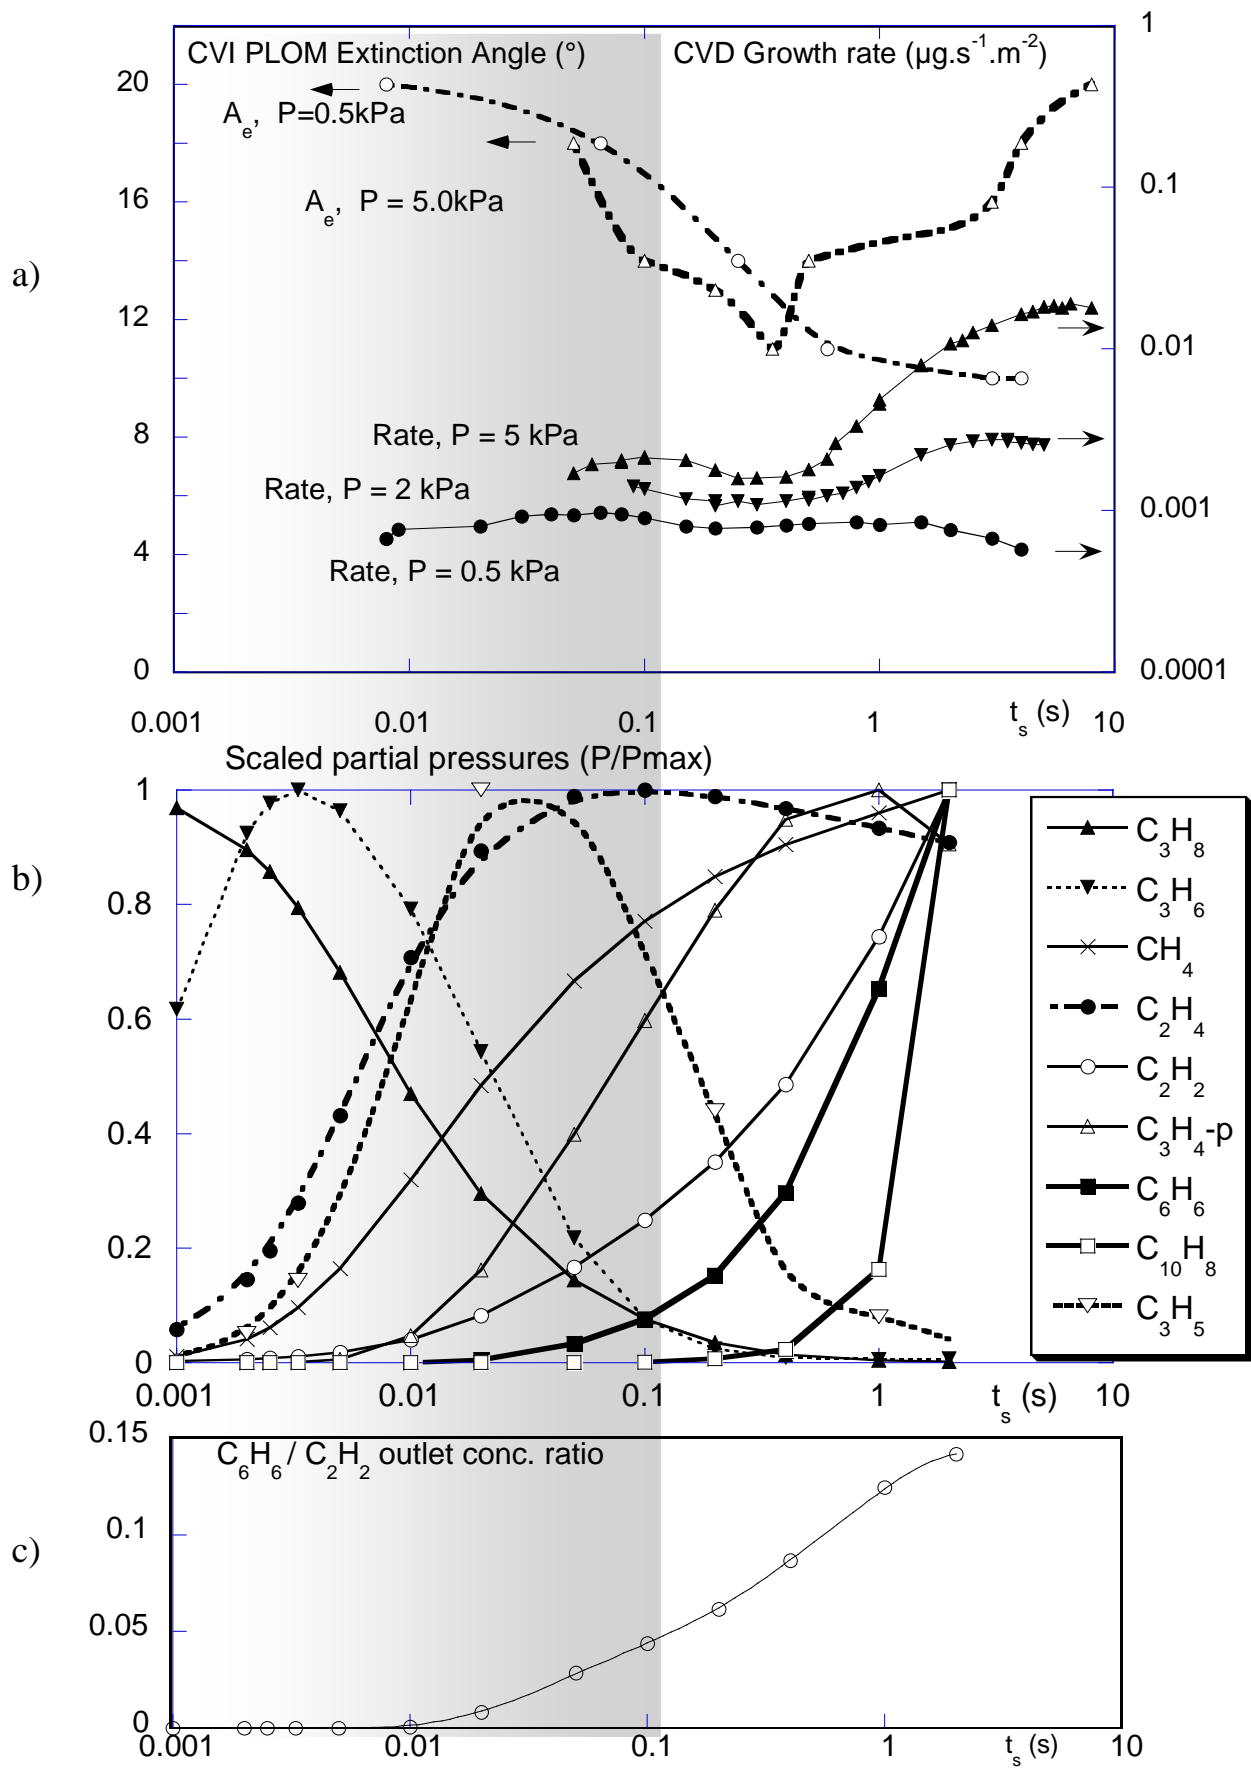 CVI PLOM Extinction Angle (°)
CVD Growth rate (µg.s⁻¹.m⁻²)
1
20
Aₑ, P=0.5kPa
0.1
16
Aₑ, P = 5.0kPa
a)
12
0.01
8
Rate, P = 5 kPa
Rate, P = 2 kPa
0.001
4
Rate, P = 0.5 kPa
0
0.0001
0.001 0.01 0.1 1 tₛ (s) 10
Scaled partial pressures (P/Pmax)
1
C₃H₈
b)
C₃H₆
0.8
CH₄
0.6
C₂H₄
C₂H₂
0.4
C₃H₄-p
C₆H₆
0.2
C₁₀H₈
C₃H₅
0
0.001 0.01 0.1 1 tₛ (s) 10
0.15
C₆H₆ / C₂H₂ outlet conc. ratio
0.1
c)
0.05
0
0.001 0.01 0.1 1 tₛ (s) 10